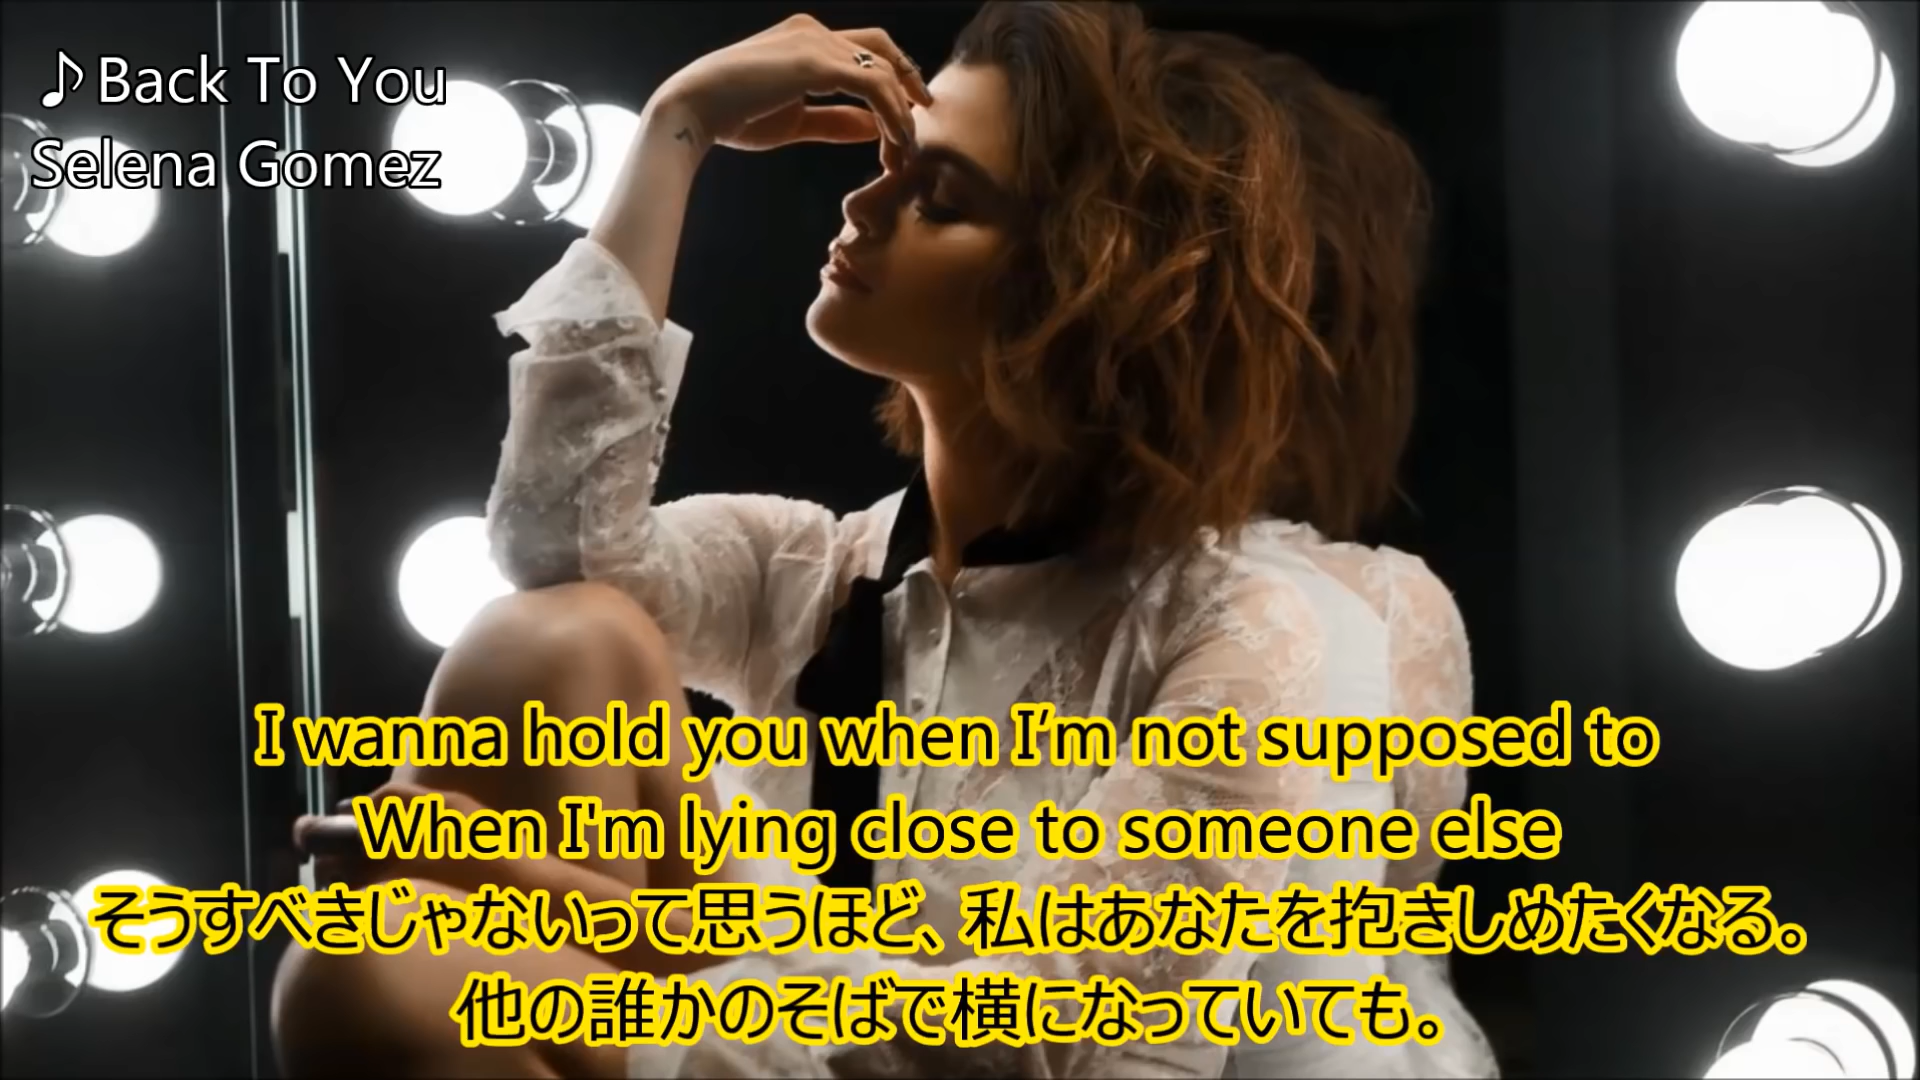 ♪Back To You
Selena Gomez
I wanna hold you when I’m not supposed to
When I'm lying close to someone else
そうすべきじゃないって思うほど、私はあなたを抱きしめたくなる。
他の誰かのそばで横になっていても。